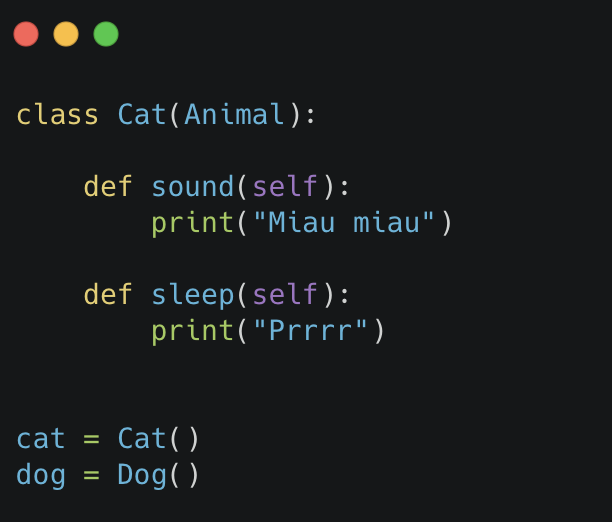 class Cat(Animal):
    def sound(self):
        print("Miau miau")
    def sleep(self):
        print("Prrrr")
cat = Cat()
dog = Dog()